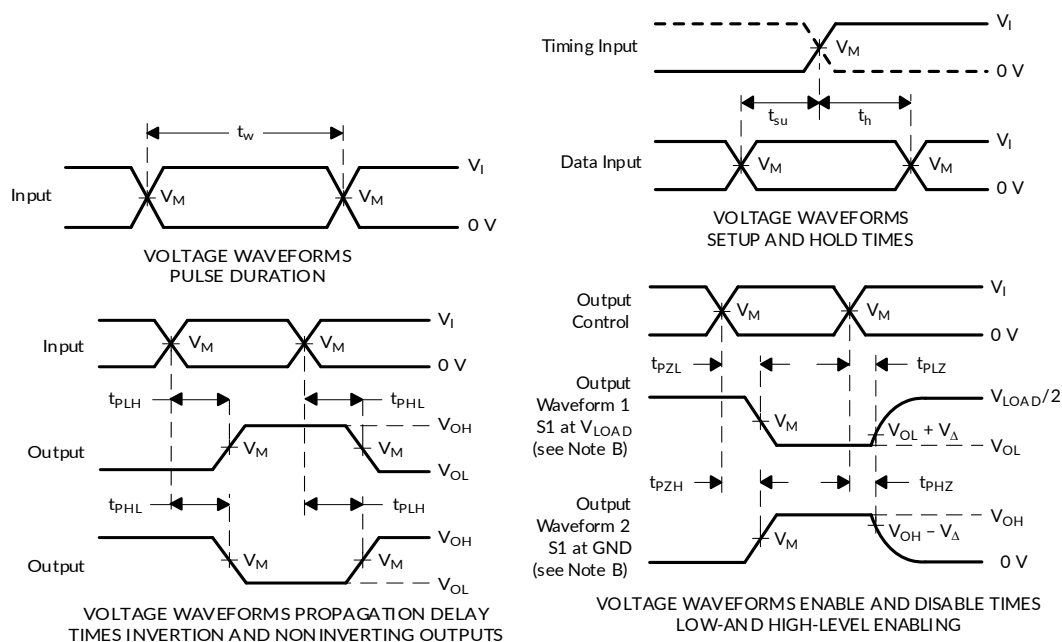 t_w
V_I
Input
V_M
V_M
0 V
VOLTAGE WAVEFORMS
PULSE DURATION
Timing Input
V_I
V_M
0 V
t_su
t_h
Data Input
V_I
V_M
V_M
0 V
VOLTAGE WAVEFORMS
SETUP AND HOLD TIMES
Input
V_I
V_M
V_M
0 V
t_PLH
t_PHL
Output
V_OH
V_M
V_M
V_OL
t_PHL
t_PLH
Output
V_OH
V_M
V_M
V_OL
VOLTAGE WAVEFORMS PROPAGATION DELAY
TIMES INVERTION AND NONINVERTING OUTPUTS
Output
Control
V_I
V_M
V_M
0 V
t_PZL
t_PLZ
Output
Waveform 1
S1 at V_LOAD
(see Note B)
V_LOAD/2
V_M
V_OL + V_Δ
V_OL
t_PZH
t_PHZ
Output
Waveform 2
S1 at GND
(see Note B)
V_OH
V_M
V_OH – V_Δ
0 V
VOLTAGE WAVEFORMS ENABLE AND DISABLE TIMES
LOW-AND HIGH-LEVEL ENABLING